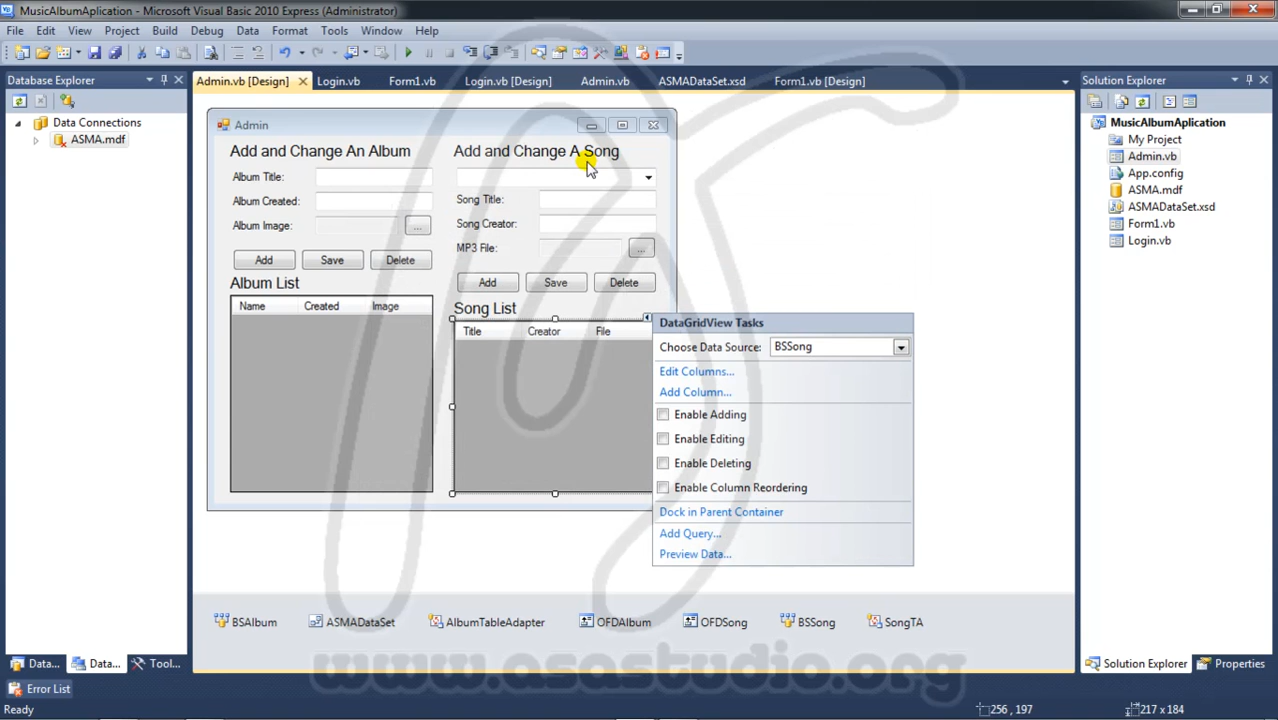 MusicAlbumAplication - Microsoft Visual Basic 2010 Express (Administrator)
File Edit View Project Build Debug Data Format Tools Window Help
Database Explorer
Admin.vb [Design] Login.vb Form1.vb Login.vb [Design] Admin.vb ASMADataSet.xsd Form1.vb [Design]
Solution Explorer
Data Connections
ASMA.mdf
Admin
Add and Change An Album
Add and Change A Song
Album Title:
Album Created:
Album Image:
...
Song Title:
Song Creator:
MP3 File:
...
Add Save Delete
Add Save Delete
Album List
Name Created Image
Song List
Title Creator File
DataGridView Tasks
Choose Data Source: BSSong
Edit Columns...
Add Column...
Enable Adding
Enable Editing
Enable Deleting
Enable Column Reordering
Dock in Parent Container
Add Query...
Preview Data...
MusicAlbumAplication
My Project
Admin.vb
App.config
ASMA.mdf
ASMADataSet.xsd
Form1.vb
Login.vb
BSAlbum ASMADataSet AlbumTableAdapter OFDAlbum OFDSong BSSong SongTA
www.asastudio.org
Data... Data... Tool...
Solution Explorer Properties
Error List
Ready
256 , 197
217 x 184